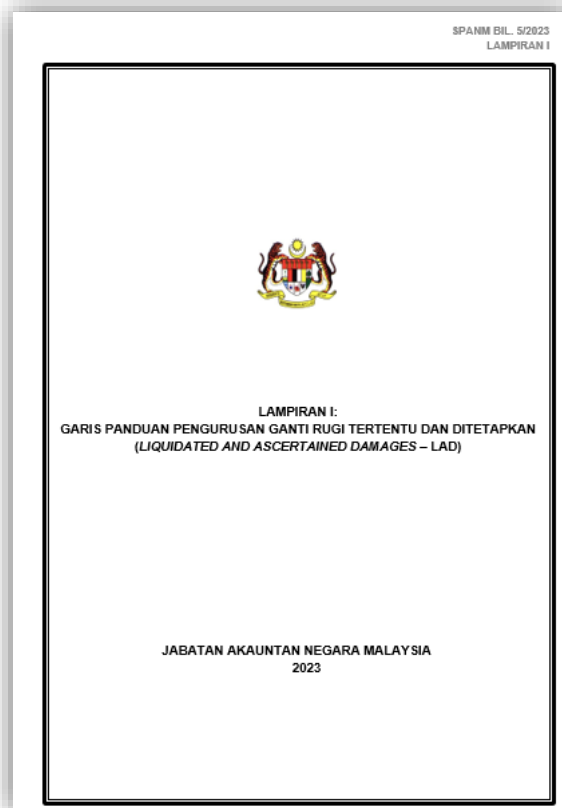 SPANM BIL. 5/2023
LAMPIRAN I
LAMPIRAN I:
GARIS PANDUAN PENGURUSAN GANTI RUGI TERTENTU DAN DITETAPKAN
(LIQUIDATED AND ASCERTAINED DAMAGES – LAD)
JABATAN AKAUNTAN NEGARA MALAYSIA
2023